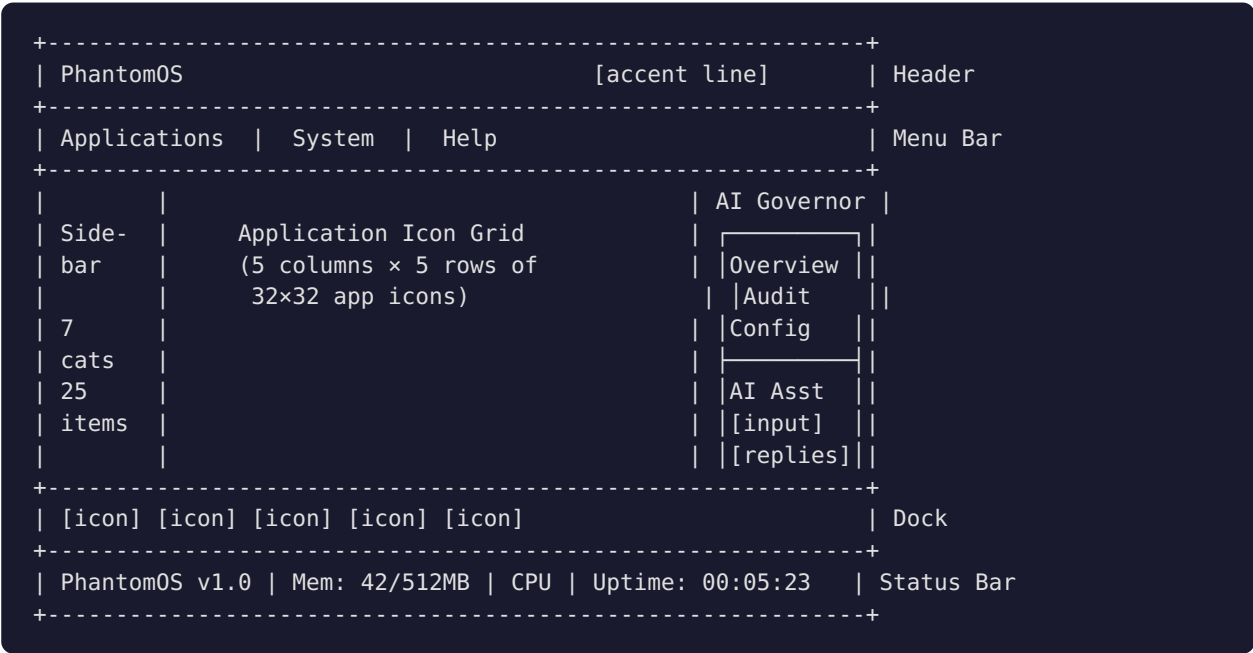 +------------------------------------------------------------+
| PhantomOS                              [accent line]       | Header
+------------------------------------------------------------+
| Applications  |  System  |  Help                           | Menu Bar
+------------------------------------------------------------+
|        |                                      | AI Governor |
| Side-  |     Application Icon Grid            | ┌─────────┐|
| bar    |     (5 columns × 5 rows of           | │Overview │|
|        |      32×32 app icons)                 | │Audit    │|
| 7      |                                      | │Config   │|
| cats   |                                      | ├─────────┤|
| 25     |                                      | │AI Asst  │|
| items  |                                      | │[input]  │|
|        |                                      | │[replies]│|
+------------------------------------------------------------+
| [icon] [icon] [icon] [icon] [icon]                         | Dock
+------------------------------------------------------------+
| PhantomOS v1.0 | Mem: 42/512MB | CPU | Uptime: 00:05:23   | Status Bar
+------------------------------------------------------------+